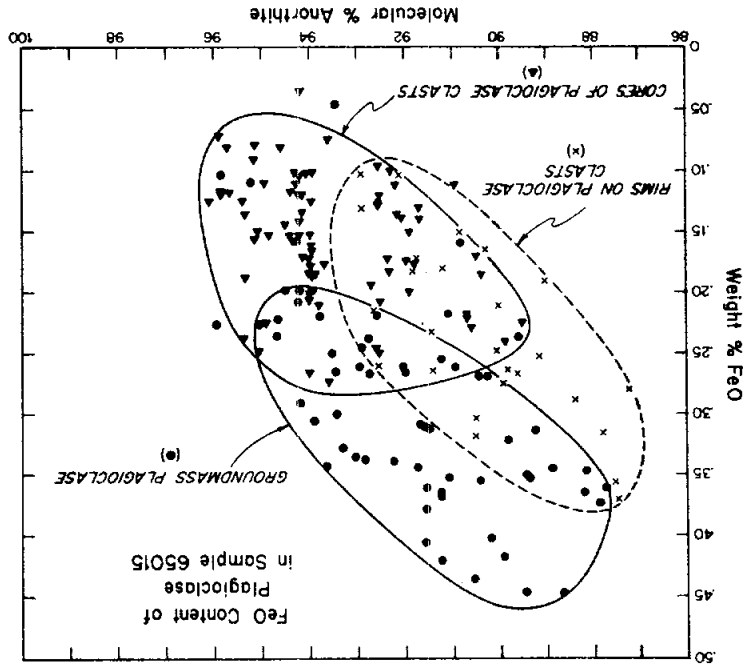 FeO Content of
Plagioclase
in Sample 65015
.50
.45
.40
.35
.30
.25
.20
.15
.10
.05
0
Weight % FeO
GROUNDMASS PLAGIOCLASE
(●)
RIMS ON PLAGIOCLASE
CLASTS
(×)
CORES OF PLAGIOCLASE CLASTS
(▲)
86 88 90 92 94 96 98 100
Molecular % Anorthite